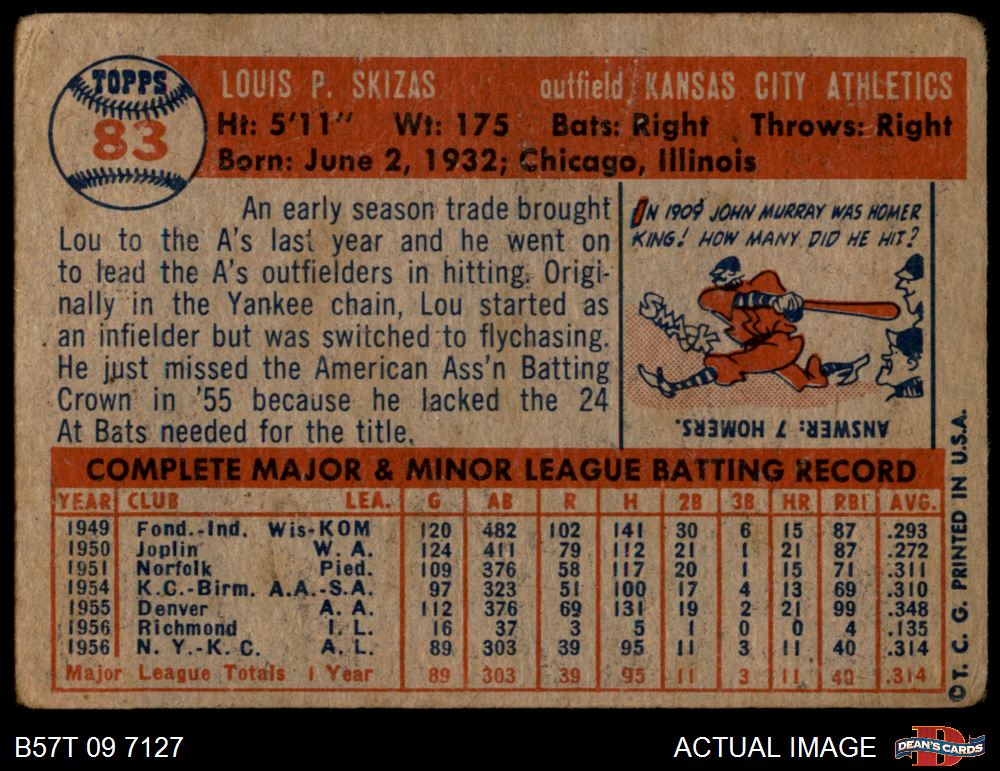 TOPPS
83
LOUIS P. SKIZAS outfield KANSAS CITY ATHLETICS
Ht: 5'11" Wt: 175 Bats: Right Throws: Right
Born: June 2, 1932; Chicago, Illinois
An early season trade brought
Lou to the A's last year and he went on
to lead the A's outfielders in hitting. Origi-
nally in the Yankee chain, Lou started as
an infielder but was switched to flychasing.
He just missed the American Ass'n Batting
Crown in '55 because he lacked the 24
At Bats needed for the title.
IN 1909 JOHN MURRAY WAS HOMER
KING! HOW MANY DID HE HIT?
SMACK
ANSWER: 7 HOMERS.
COMPLETE MAJOR & MINOR LEAGUE BATTING RECORD
YEAR CLUB LEA. G AB R H 2B 3B HR RBI AVG.
1949 Fond.-Ind. Wis-KOM 120 482 102 141 30 6 15 87 .293
1950 Joplin W. A. 124 411 79 112 21 1 21 87 .272
1951 Norfolk Pied. 109 376 58 117 20 1 15 71 .311
1954 K.C.-Birm. A.A.-S.A. 97 323 51 100 17 4 13 69 .310
1955 Denver A. A. 112 376 69 131 19 2 21 99 .348
1956 Richmond I. L. 16 37 3 5 1 0 0 4 .135
1956 N. Y.-K. C. A. L. 89 303 39 95 11 3 11 40 .314
Major League Totals 1 Year 89 303 39 95 11 3 11 40 .314
©T. C. G. PRINTED IN U.S.A.
B57T 09 7127
ACTUAL IMAGE
D
DEAN'S CARDS